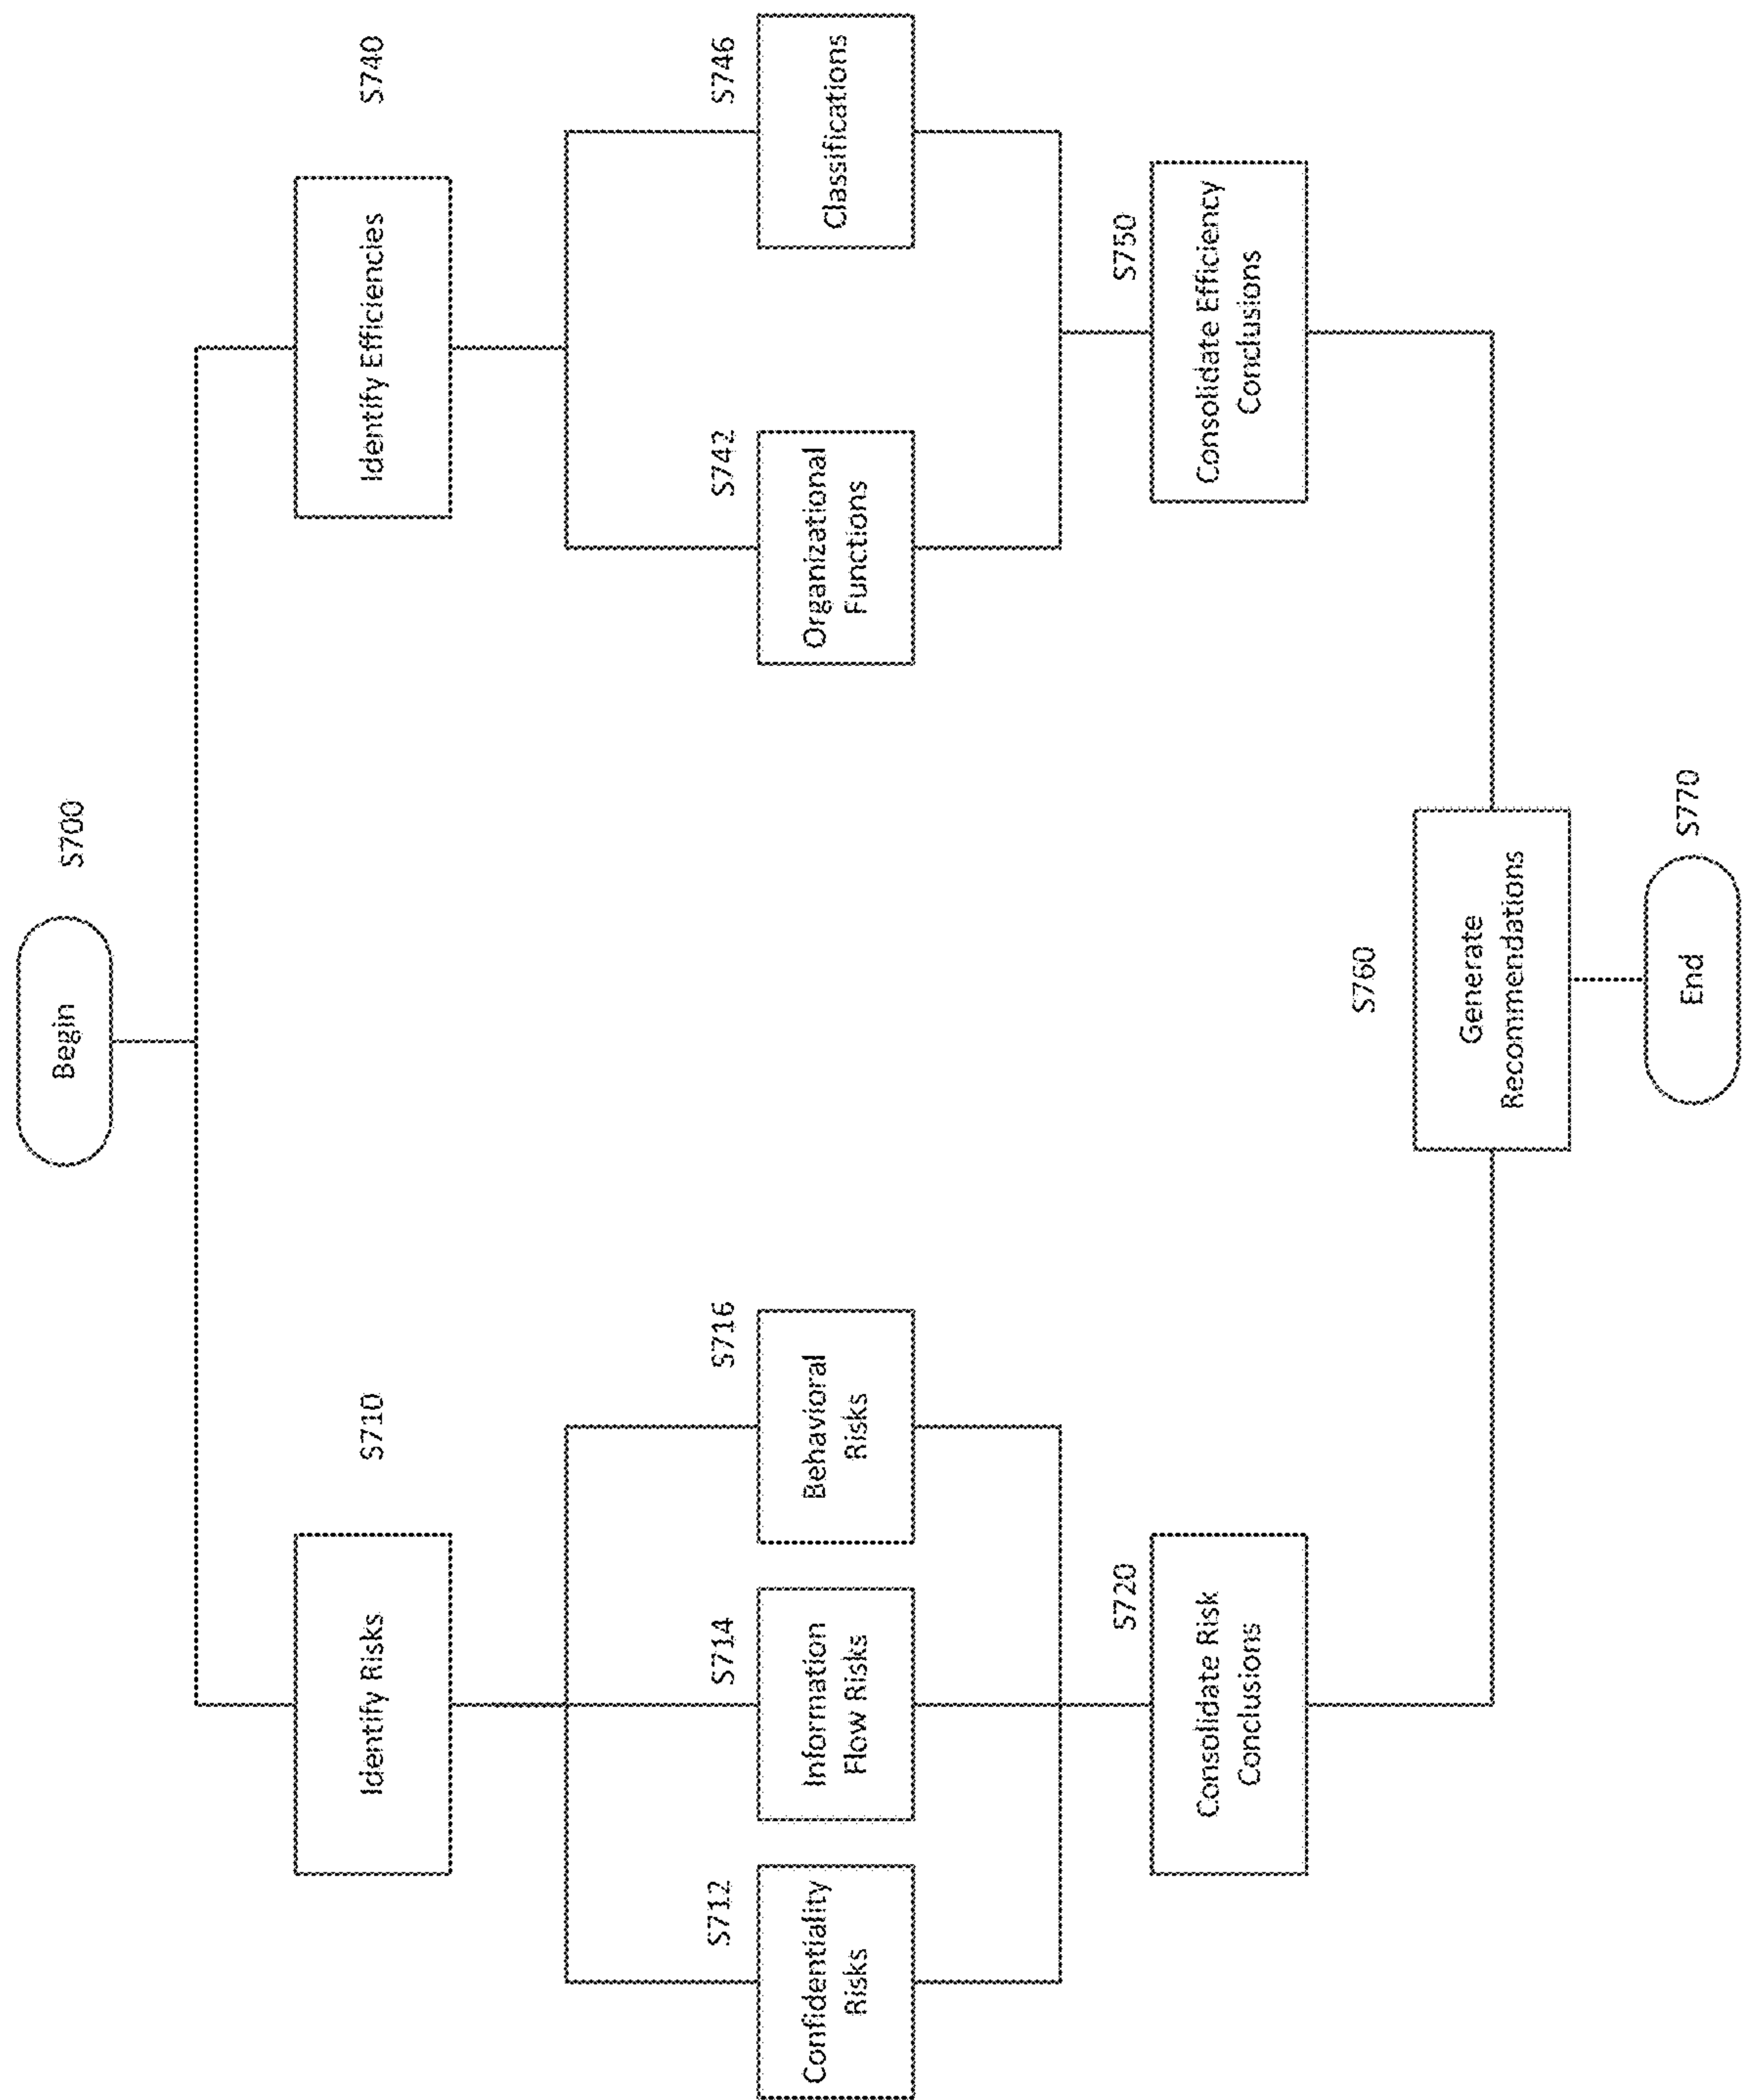 Begin
S700
Identify Risks
S710
Identify Efficiencies
S740
S712
Confidentiality
Risks
S714
Information
Flow Risks
S716
Behavioral
Risks
S742
Organizational
Functions
S746
Classifications
S720
Consolidate Risk
Conclusions
S750
Consolidate Efficiency
Conclusions
S760
Generate
Recommendations
End
S770